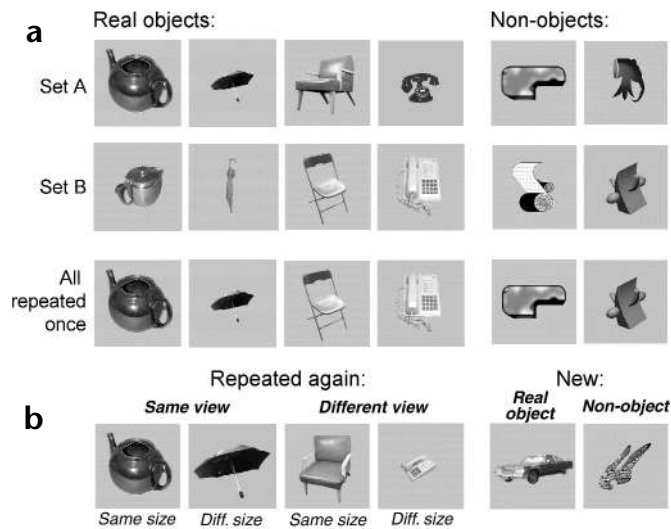 Real objects:
Non-objects:
a
Set A
Set B
All
repeated
once
Repeated again:
New:
b
Same view
Different view
Real
object
Non-object
Same size
Diff. size
Same size
Diff. size